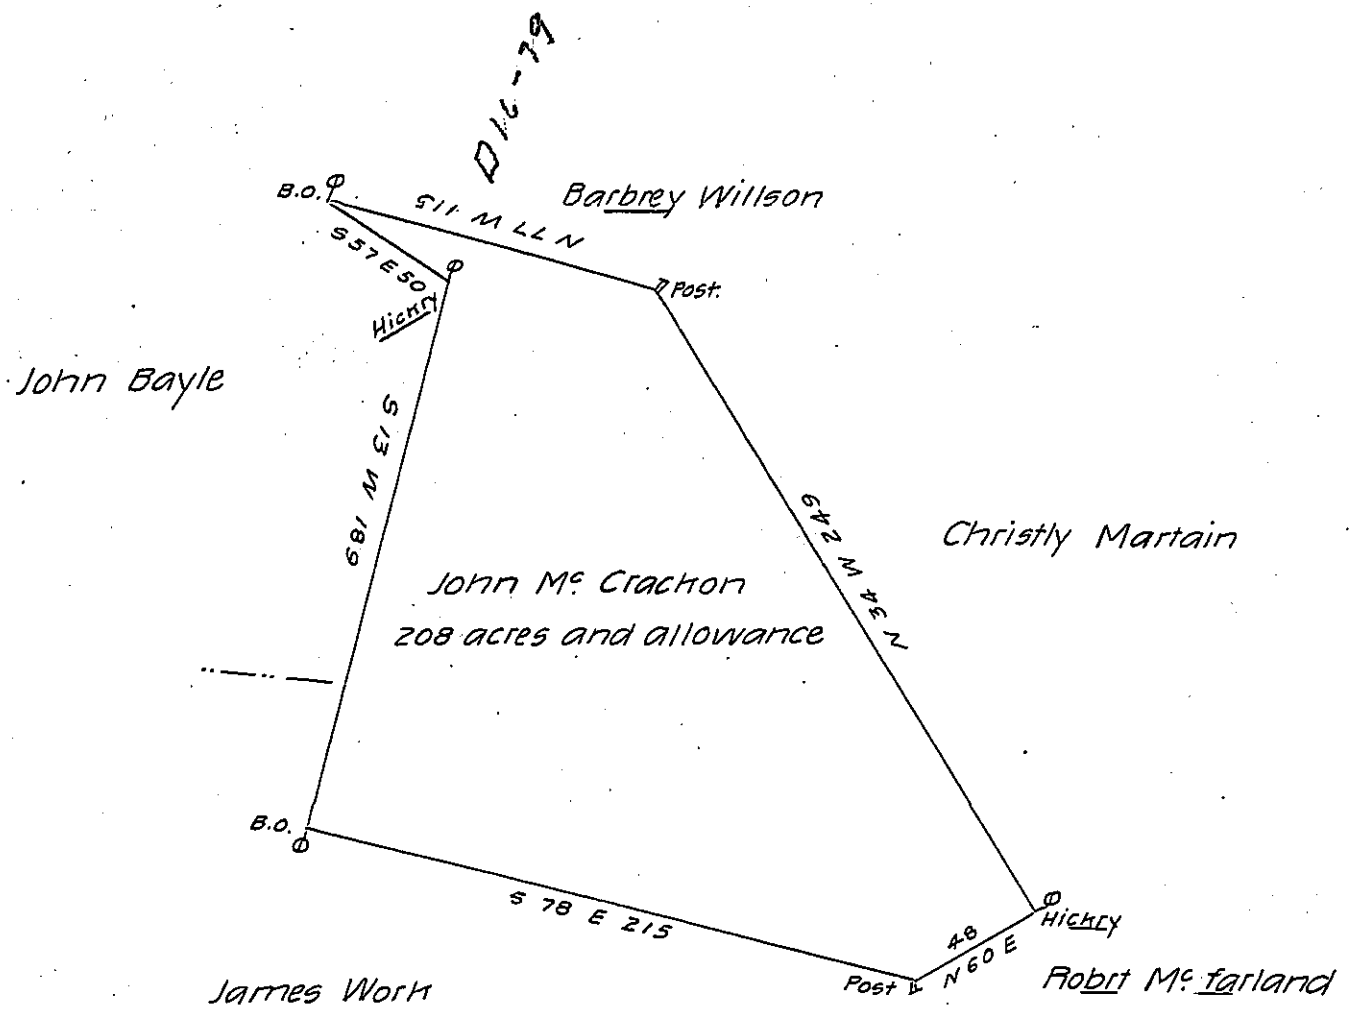 D16-79
B.O.
Barbrey Willson
N 77 W 115
S 57 E 50
Post.
Hickry
John Bayle
S 13 W 189
N 34 W 249
Christly Martain
John Mc Crackon
208 acres and allowance
B.O.
S 78 E 215
Hickry
48
N 60 E
Post
Robrt Mc farland
James Work